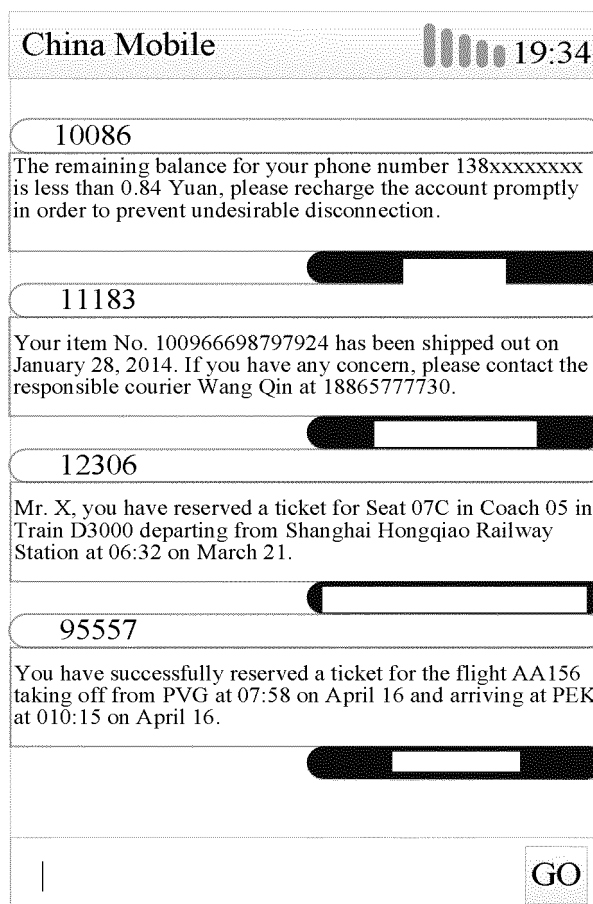 China Mobile 19:34
10086
The remaining balance for your phone number 138xxxxxxxx
is less than 0.84 Yuan, please recharge the account promptly
in order to prevent undesirable disconnection.
11183
Your item No. 100966698797924 has been shipped out on
January 28, 2014. If you have any concern, please contact the
responsible courier Wang Qin at 18865777730.
12306
Mr. X, you have reserved a ticket for Seat 07C in Coach 05 in
Train D3000 departing from Shanghai Hongqiao Railway
Station at 06:32 on March 21.
95557
You have successfully reserved a ticket for the flight AA156
taking off from PVG at 07:58 on April 16 and arriving at PEK
at 010:15 on April 16.
GO